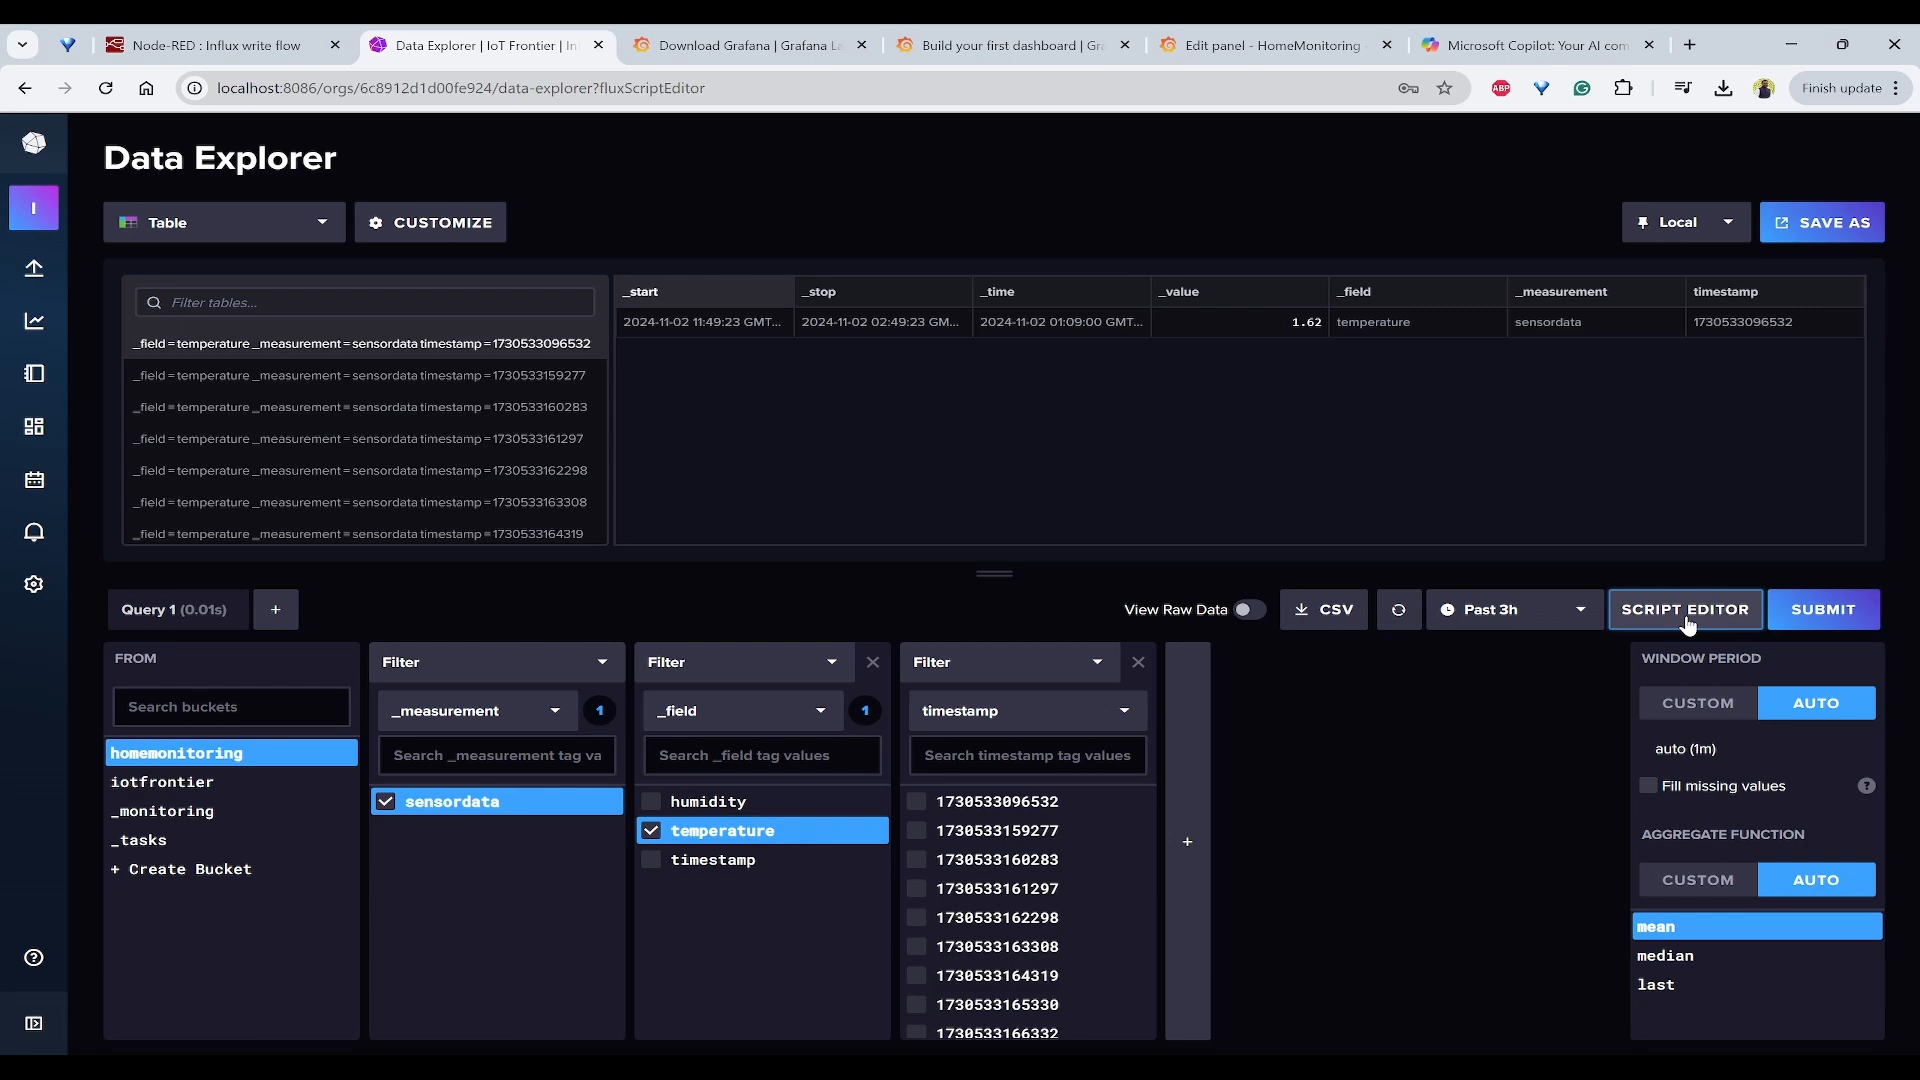 Node-RED : Influx write flow
Data Explorer | IoT Frontier | In
Download Grafana | Grafana La
Build your first dashboard | Gra
Edit panel - HomeMonitoring -
Microsoft Copilot: Your AI com
localhost:8086/orgs/6c8912d1d00fe924/data-explorer?fluxScriptEditor
ABP
Finish update
I
Data Explorer
Table
CUSTOMIZE
Local
SAVE AS
Filter tables...
_start _stop _time _value _field _measurement timestamp
2024-11-02 11:49:23 GMT... 2024-11-02 02:49:23 GM... 2024-11-02 01:09:00 GMT... 1.62 temperature sensordata 1730533096532
_field = temperature _measurement = sensordata timestamp = 1730533096532
_field = temperature _measurement = sensordata timestamp = 1730533159277
_field = temperature _measurement = sensordata timestamp = 1730533160283
_field = temperature _measurement = sensordata timestamp = 1730533161297
_field = temperature _measurement = sensordata timestamp = 1730533162298
_field = temperature _measurement = sensordata timestamp = 1730533163308
_field = temperature _measurement = sensordata timestamp = 1730533164319
Query 1 (0.01s)
+
View Raw Data
CSV
Past 3h
SCRIPT EDITOR
SUBMIT
FROM
Search buckets
homemonitoring
iotfrontier
_monitoring
_tasks
+ Create Bucket
Filter
_measurement
1
Search _measurement tag va
sensordata
Filter
_field
1
Search _field tag values
humidity
temperature
timestamp
Filter
timestamp
Search timestamp tag values
1730533096532
1730533159277
1730533160283
1730533161297
1730533162298
1730533163308
1730533164319
1730533165330
1730533166332
+
WINDOW PERIOD
CUSTOM
AUTO
auto (1m)
Fill missing values
?
AGGREGATE FUNCTION
CUSTOM
AUTO
mean
median
last